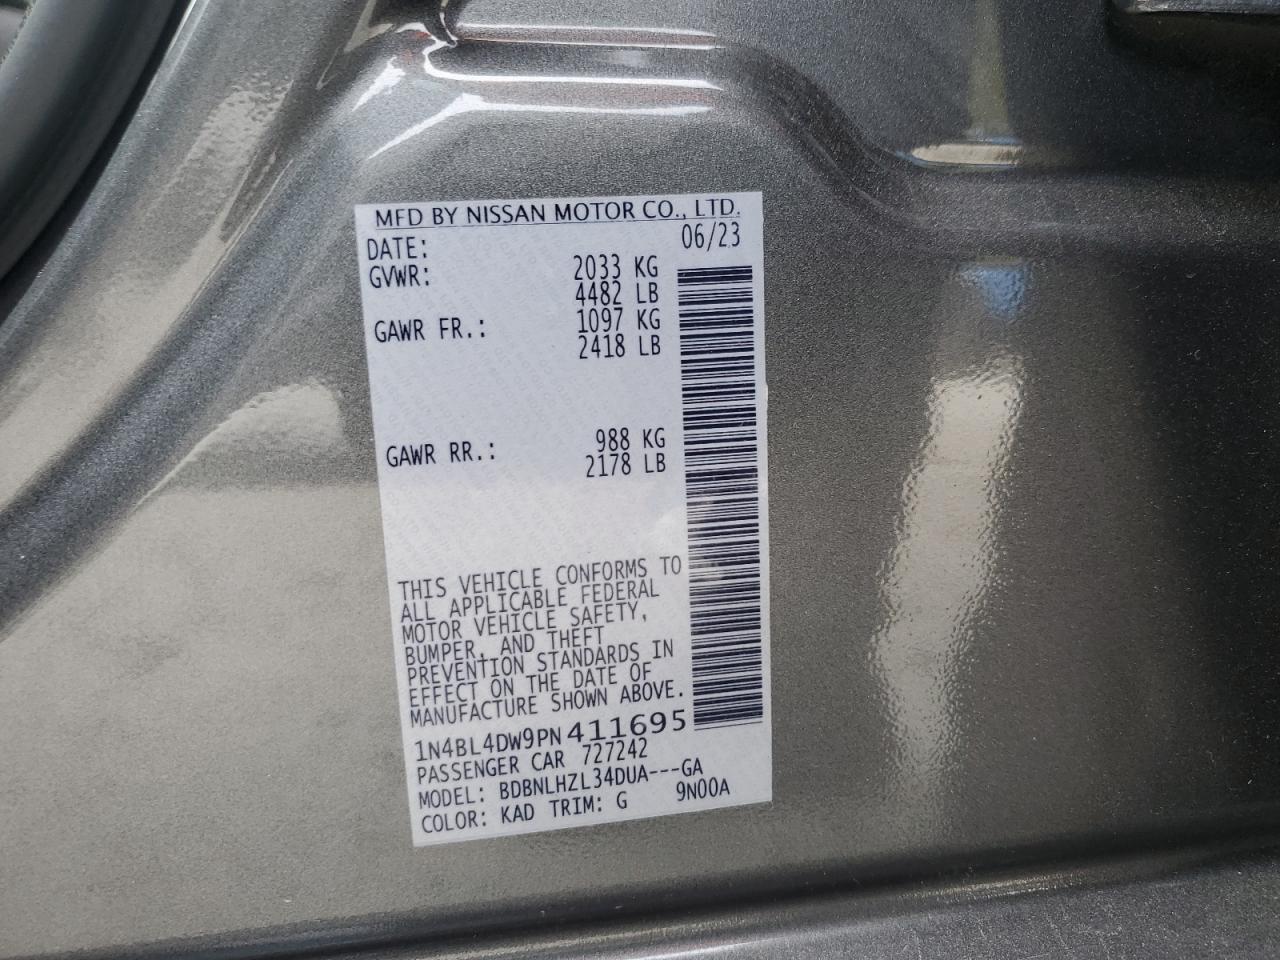 MFD BY NISSAN MOTOR CO., LTD.
DATE: 06/23
GVWR: 2033 KG
4482 LB
GAWR FR.: 1097 KG
2418 LB
GAWR RR.: 988 KG
2178 LB
THIS VEHICLE CONFORMS TO
ALL APPLICABLE FEDERAL
MOTOR VEHICLE SAFETY,
BUMPER, AND THEFT
PREVENTION STANDARDS IN
EFFECT ON THE DATE OF
MANUFACTURE SHOWN ABOVE.
1N4BL4DW9PN411695
PASSENGER CAR 727242
MODEL: BDBNLHZL34DUA---GA
COLOR: KAD TRIM: G 9N00A